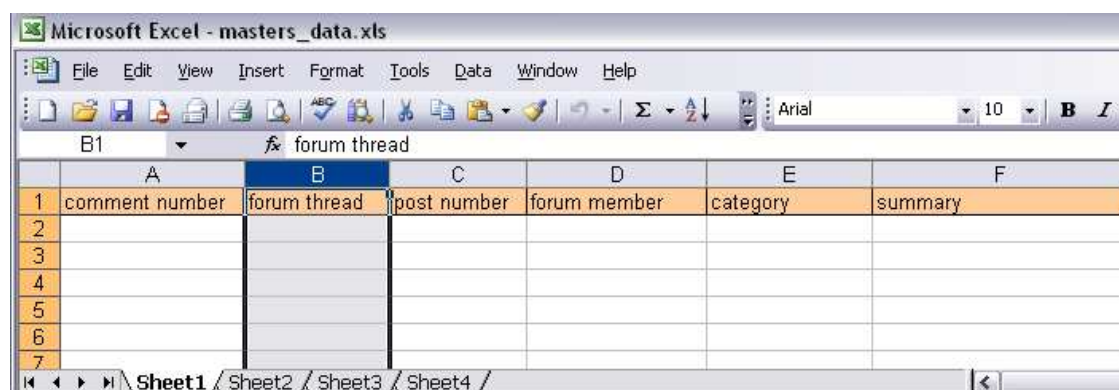 Microsoft Excel - masters_data.xls
File Edit View Insert Format Tools Data Window Help
ABC Σ A Z Arial 10 B I
B1 fx forum thread
A B C D E F
1 comment number forum thread post number forum member category summary
2
3
4
5
6
7
Sheet1 / Sheet2 / Sheet3 / Sheet4 /